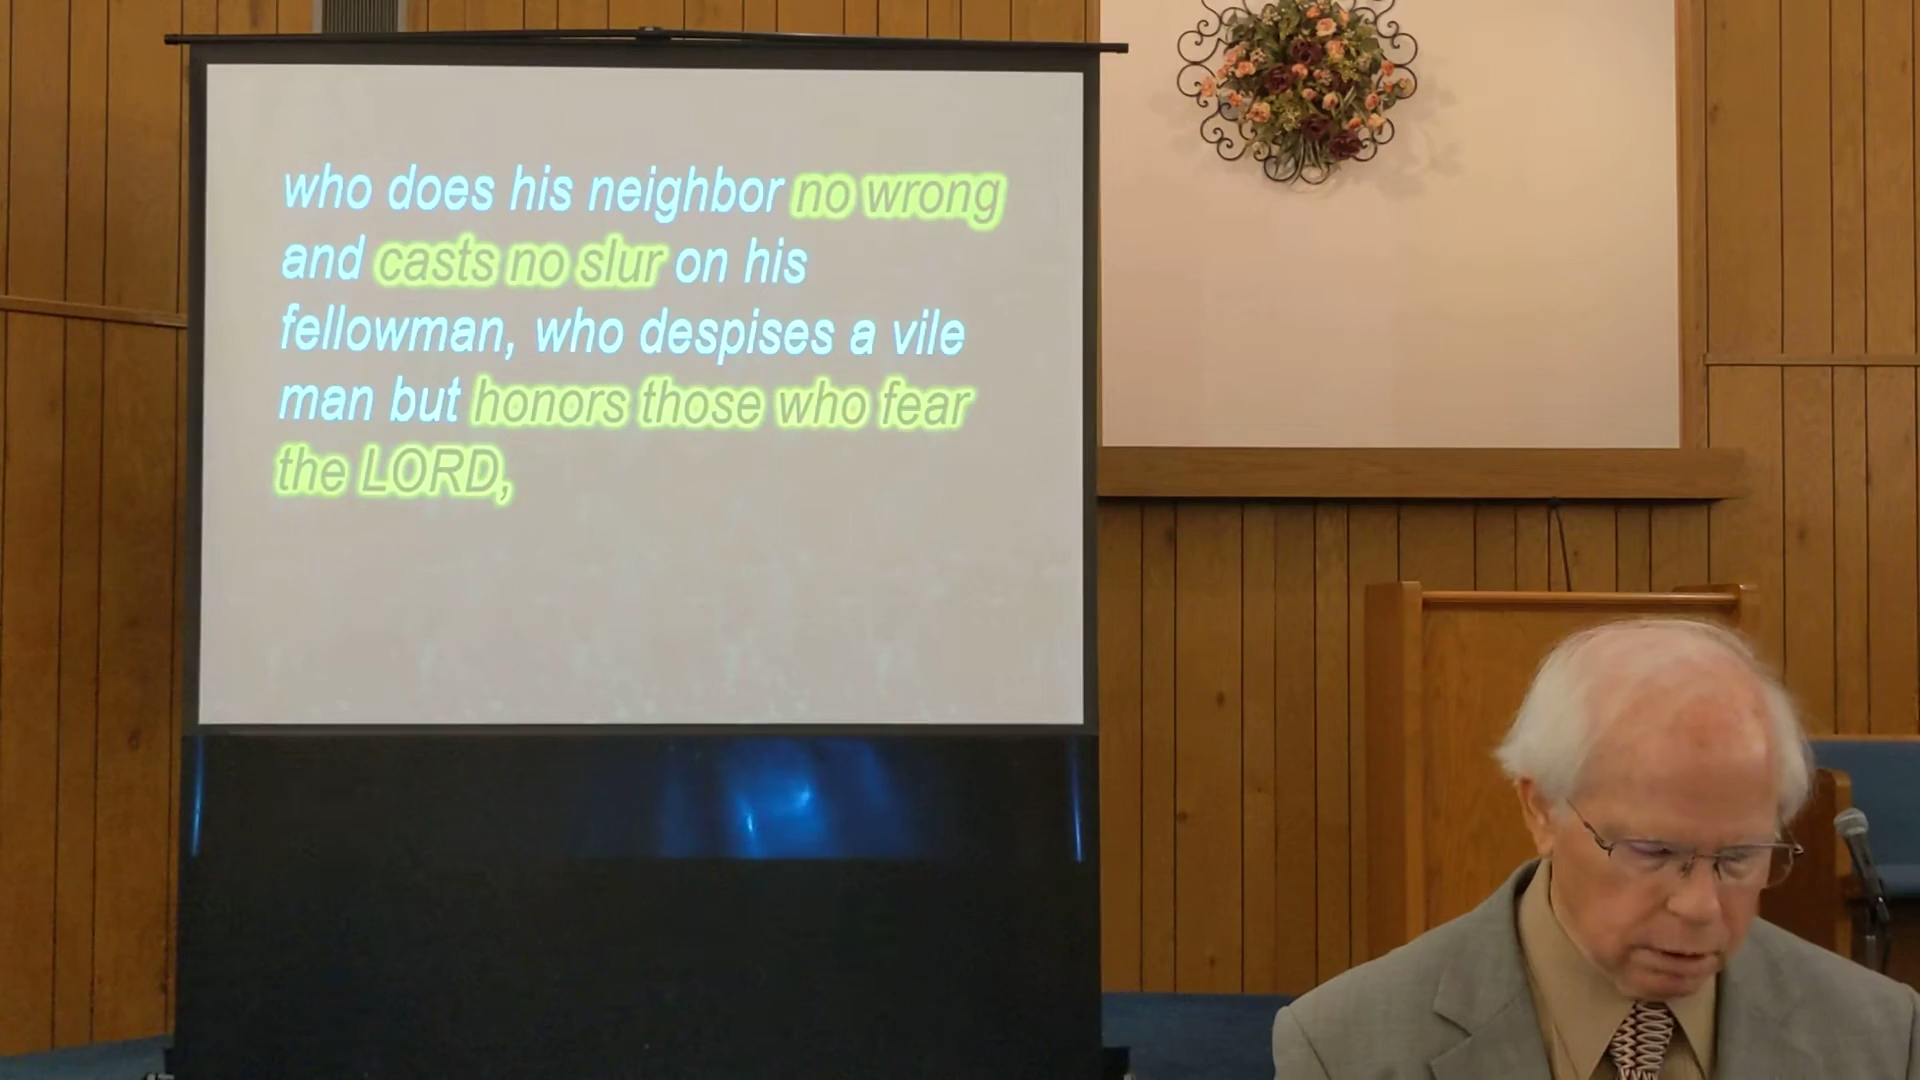 who does his neighbor no wrong
and casts no slur on his
fellowman, who despises a vile
man but honors those who fear
the LORD,